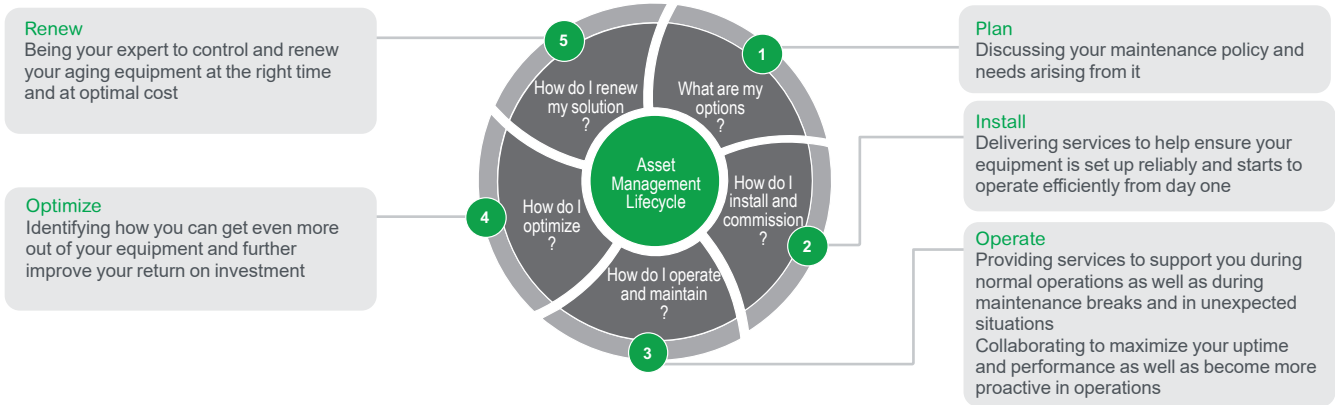 Renew
Being your expert to control and renew
your aging equipment at the right time
and at optimal cost
Optimize
Identifying how you can get even more
out of your equipment and further
improve your return on investment
5
How do I renew
my solution
?
1
What are my
options
?
Asset
Management
Lifecycle
How do I
install and
commission
?
2
4
How do I
optimize
?
How do I operate
and maintain
?
3
Plan
Discussing your maintenance policy and
needs arising from it
Install
Delivering services to help ensure your
equipment is set up reliably and starts to
operate efficiently from day one
Operate
Providing services to support you during
normal operations as well as during
maintenance breaks and in unexpected
situations
Collaborating to maximize your uptime
and performance as well as become more
proactive in operations